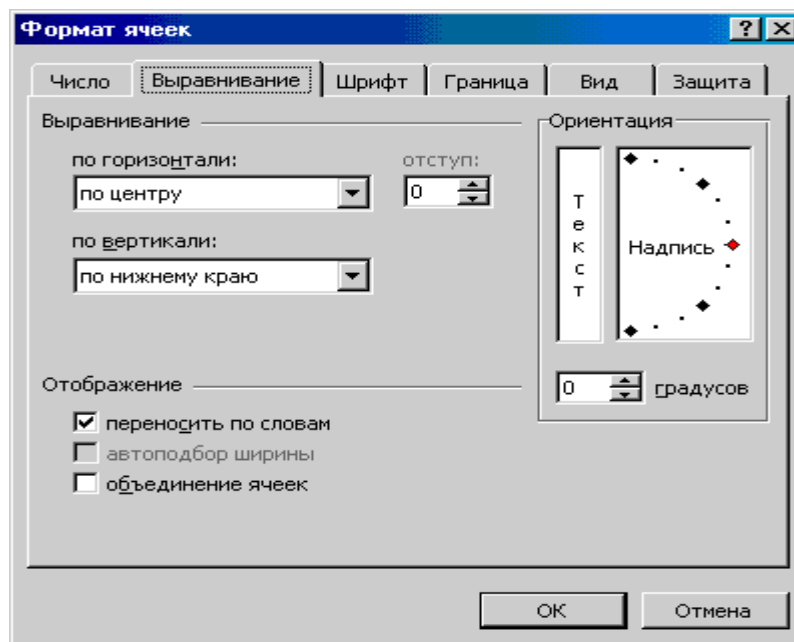 Формат ячеек
Число Выравнивание Шрифт Граница Вид Защита
Выравнивание
по горизонтали: отступ:
по центру 0
по вертикали:
по нижнему краю
Ориентация
Текст
Надпись
0 градусов
Отображение
переносить по словам
автоподбор ширины
объединение ячеек
ОК Отмена